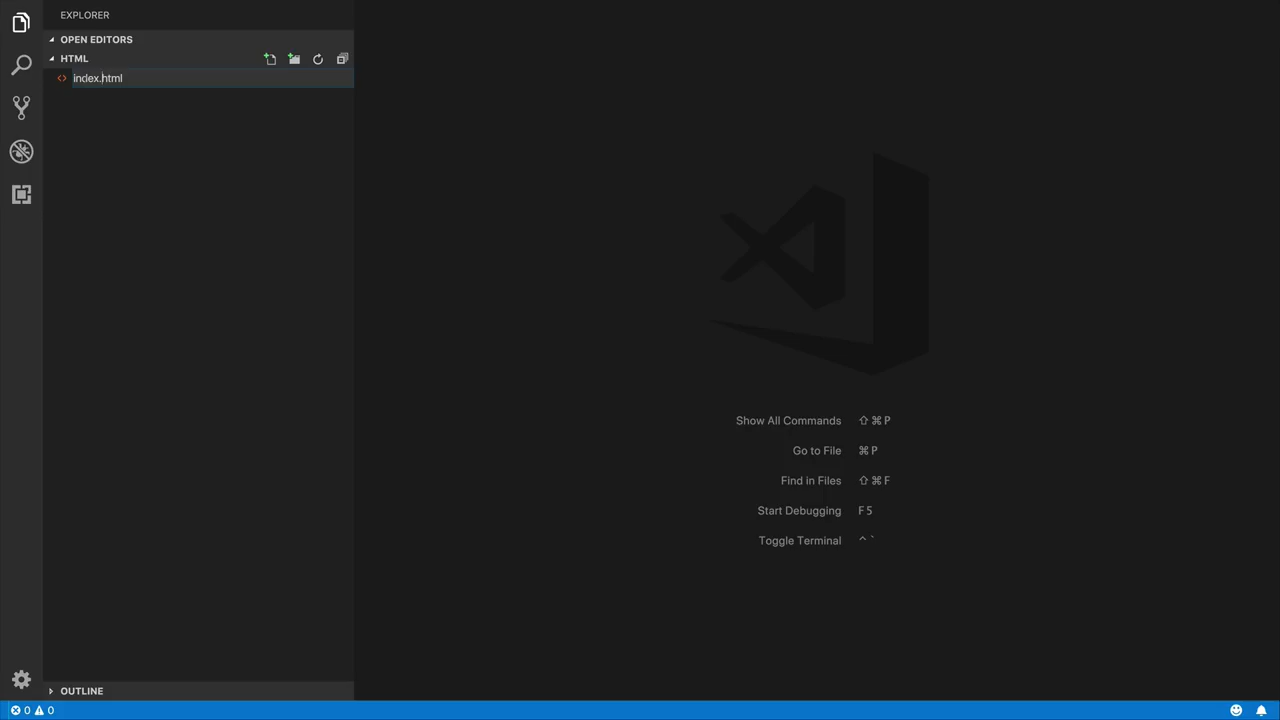 EXPLORER
OPEN EDITORS
HTML
index.html
Show All Commands ⇧⌘P
Go to File ⌘P
Find in Files ⇧⌘F
Start Debugging F5
Toggle Terminal ^`
OUTLINE
0 0